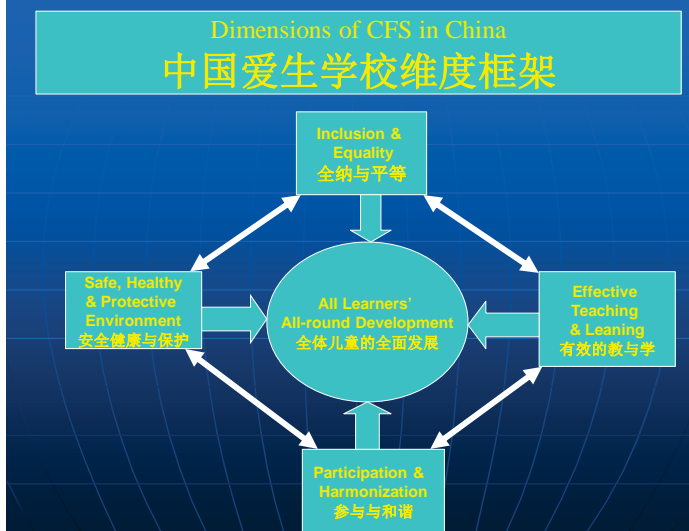 Dimensions of CFS in China
中国爱生学校维度框架
Inclusion &
Equality
全纳与平等
Safe, Healthy
& Protective
Environment
安全健康与保护
All Learners’
All-round Development
全体儿童的全面发展
Effective
Teaching
& Leaning
有效的教与学
Participation &
Harmonization
参与与和谐